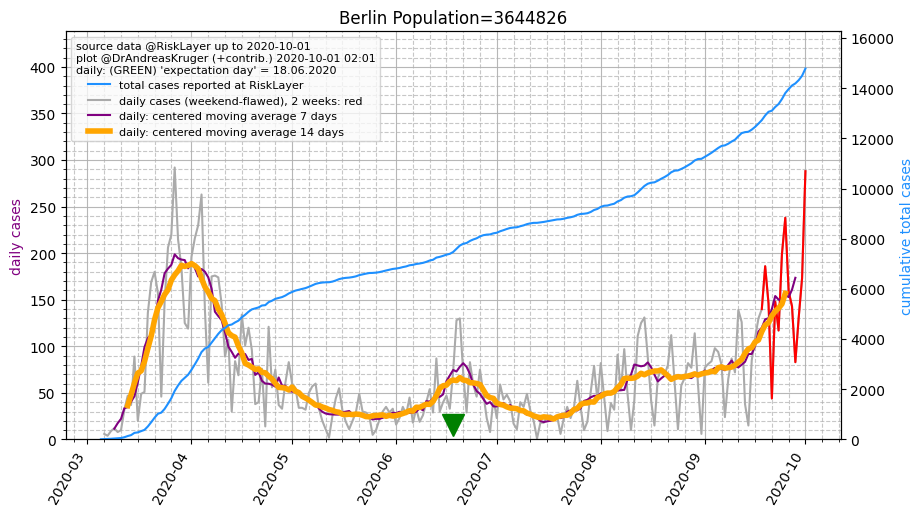 Berlin Population=3644826
source data @RiskLayer up to 2020-10-01
plot @DrAndreasKruger (+contrib.) 2020-10-01 02:01
daily: (GREEN) 'expectation day' = 18.06.2020
total cases reported at RiskLayer
daily cases (weekend-flawed), 2 weeks: red
daily: centered moving average 7 days
daily: centered moving average 14 days
daily cases
400
350
300
250
200
150
100
50
0
cumulative total cases
16000
14000
12000
10000
8000
6000
4000
2000
0
2020-03
2020-04
2020-05
2020-06
2020-07
2020-08
2020-09
2020-10